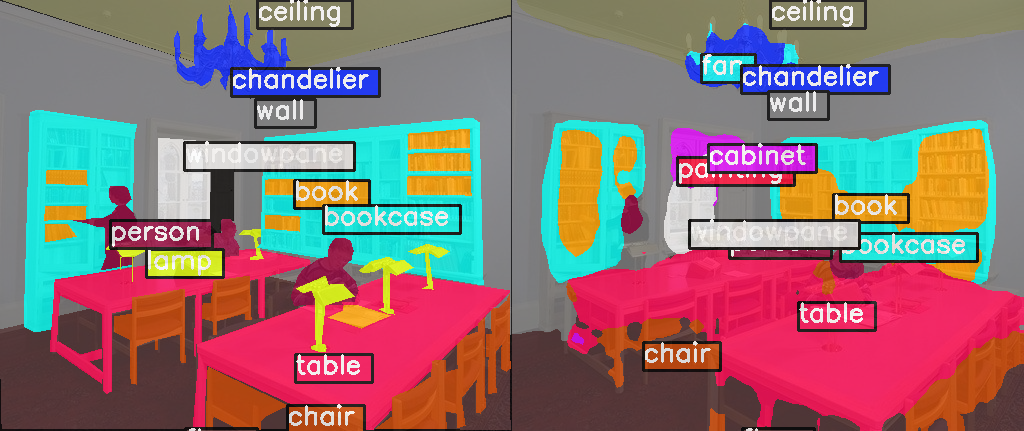 ceiling
chandelier
wall
windowpane
book
bookcase
person
lamp
table
chair
ceiling
fan
chandelier
wall
cabinet
painting
book
windowpane
bookcase
table
chair